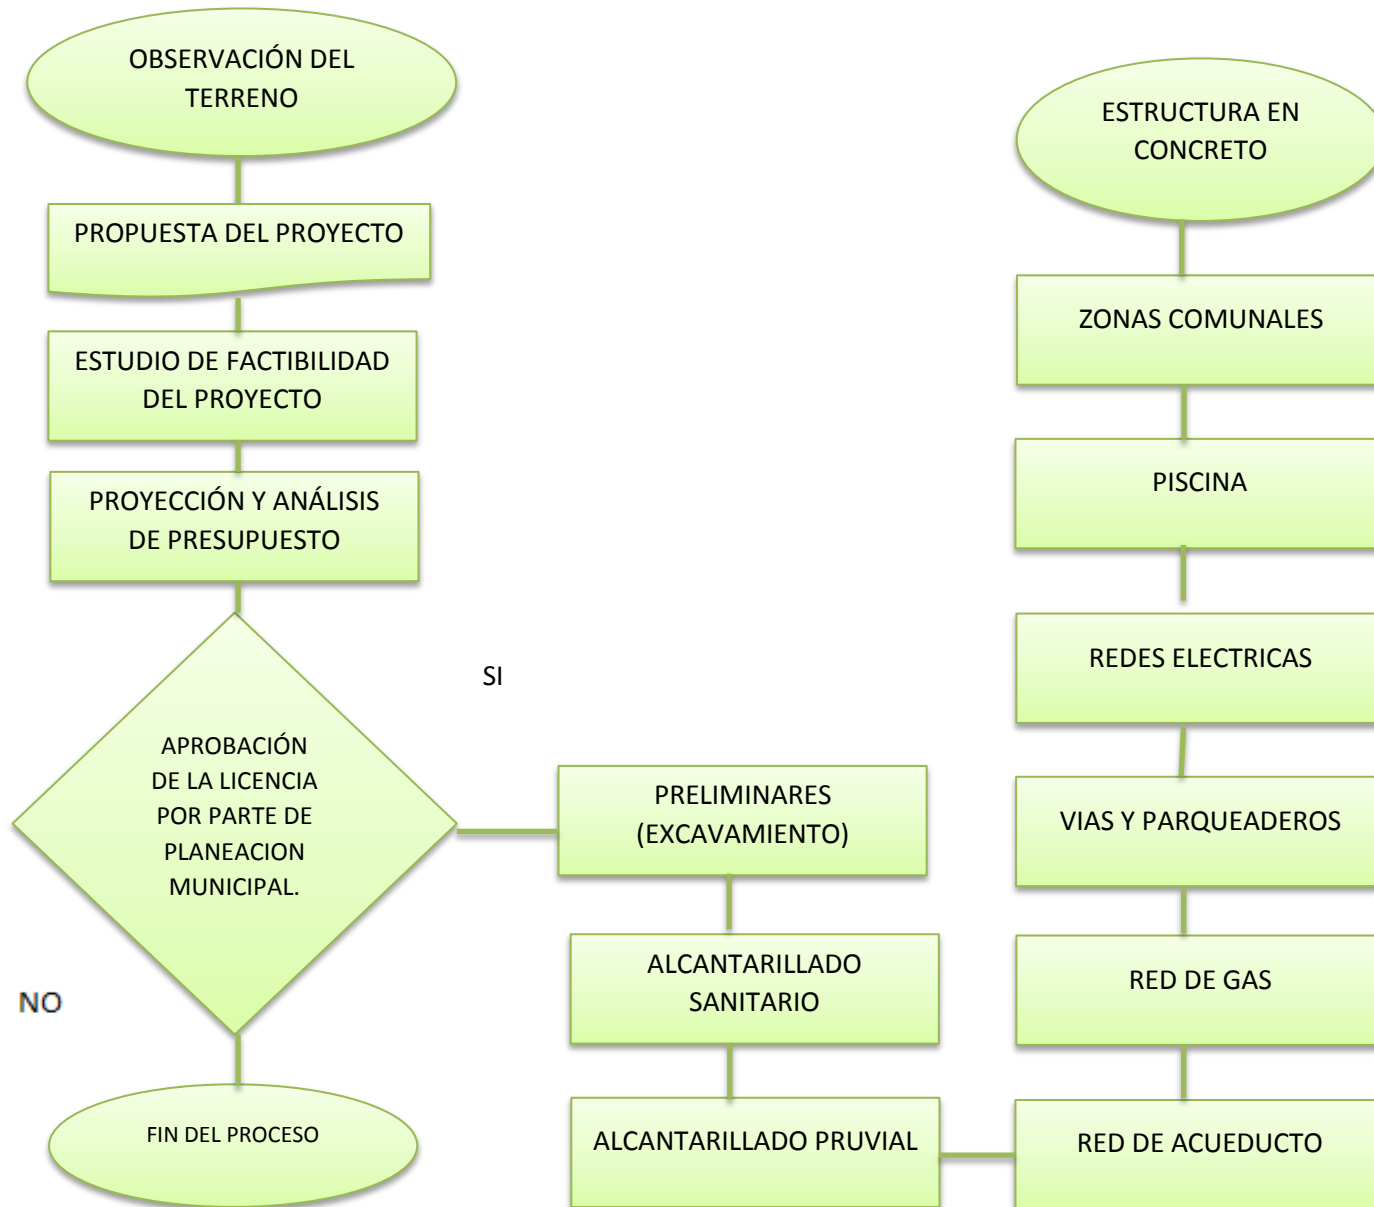 OBSERVACIÓN DEL
TERRENO
PROPUESTA DEL PROYECTO
ESTUDIO DE FACTIBILIDAD
DEL PROYECTO
PROYECCIÓN Y ANÁLISIS
DE PRESUPUESTO
APROBACIÓN
DE LA LICENCIA
POR PARTE DE
PLANEACION
MUNICIPAL.
NO
FIN DEL PROCESO
SI
PRELIMINARES
(EXCAVAMIENTO)
ALCANTARILLADO
SANITARIO
ALCANTARILLADO PRUVIAL
ESTRUCTURA EN
CONCRETO
ZONAS COMUNALES
PISCINA
REDES ELECTRICAS
VIAS Y PARQUEADEROS
RED DE GAS
RED DE ACUEDUCTO